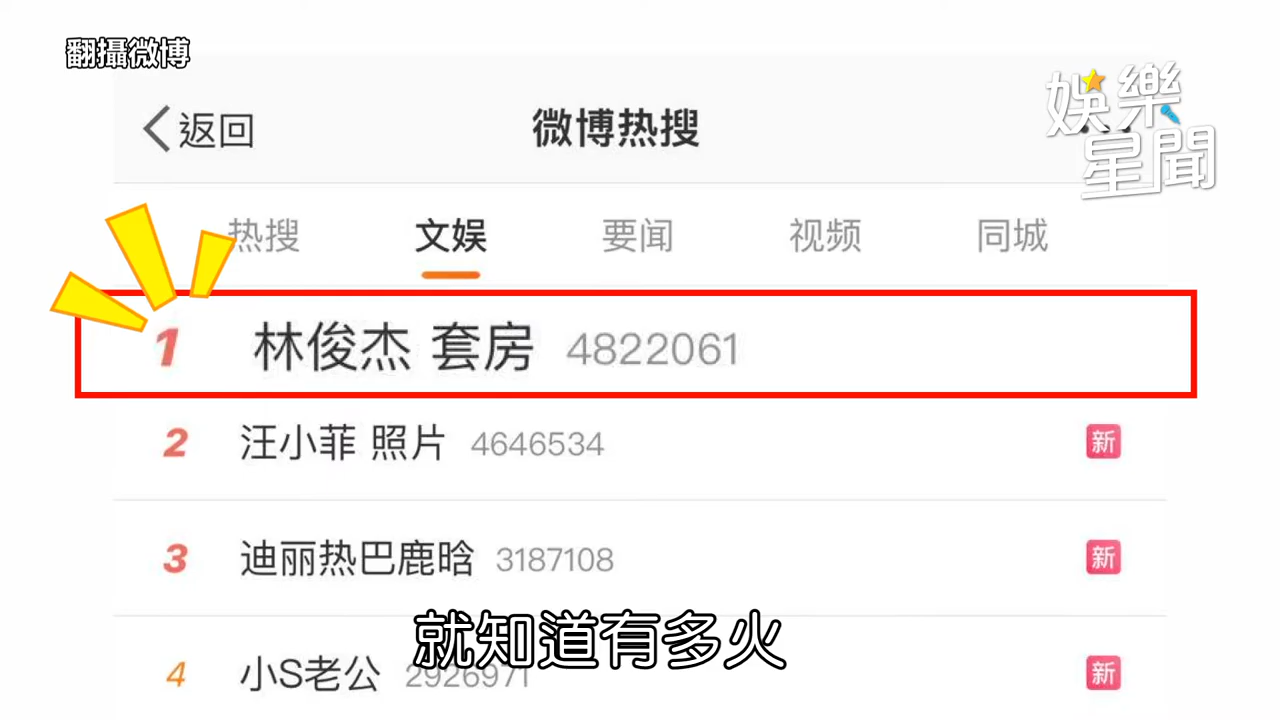 翻攝微博
娛樂
星聞
返回
微博热搜
热搜 文娱 要闻 视频 同城
1 林俊杰 套房 4822061
2 汪小菲 照片 4646534 新
3 迪丽热巴鹿晗 3187108 新
就知道有多火
4 小S老公 2926971 新